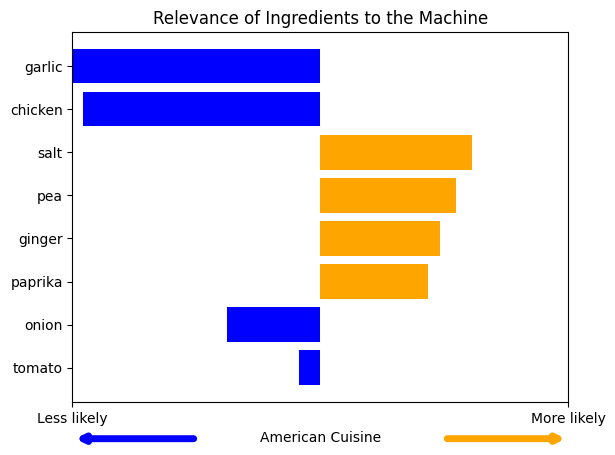 Relevance of Ingredients to the Machine
garlic
chicken
salt
pea
ginger
paprika
onion
tomato
Less likely
More likely
American Cuisine